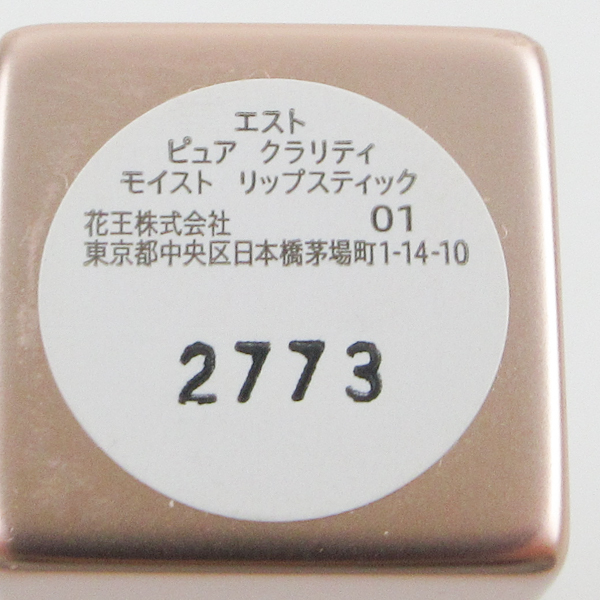 エスト
ピュア クラリティ
モイスト リップスティック
花王株式会社 01
東京都中央区日本橋茅場町1-14-10
2773